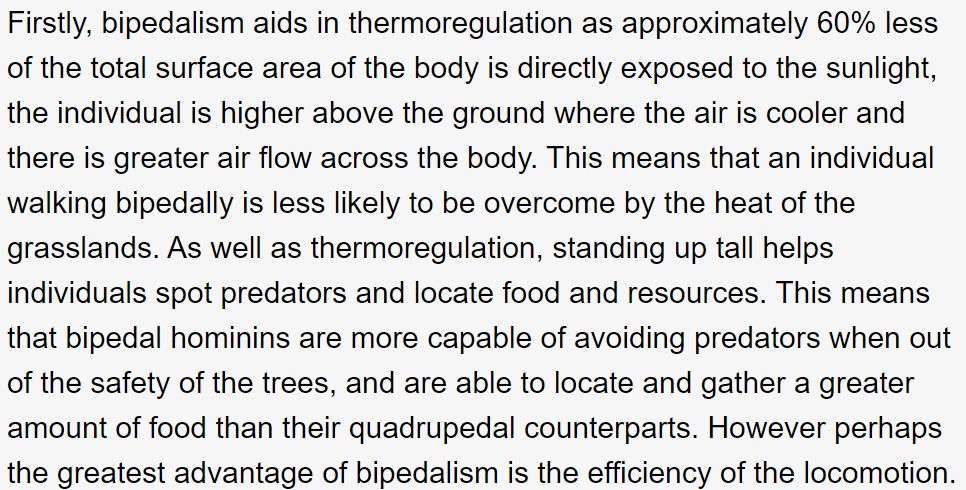 Firstly, bipedalism aids in thermoregulation as approximately 60% less
of the total surface area of the body is directly exposed to the sunlight,
the individual is higher above the ground where the air is cooler and
there is greater air flow across the body. This means that an individual
walking bipedally is less likely to be overcome by the heat of the
grasslands. As well as thermoregulation, standing up tall helps
individuals spot predators and locate food and resources. This means
that bipedal hominins are more capable of avoiding predators when out
of the safety of the trees, and are able to locate and gather a greater
amount of food than their quadrupedal counterparts. However perhaps
the greatest advantage of bipedalism is the efficiency of the locomotion.